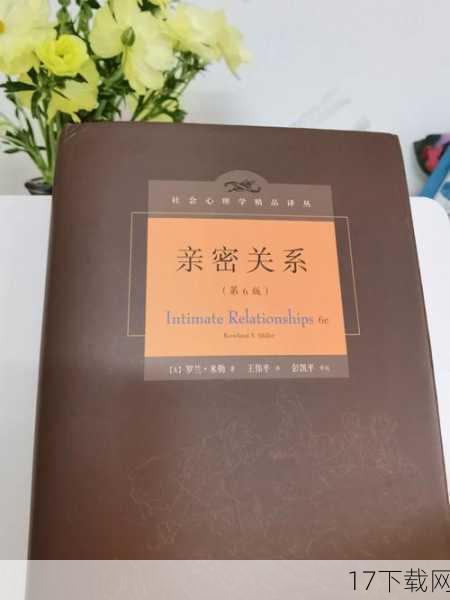 社会心理学精品译丛
亲密关系
（第6版）
Intimate Relationships 6e
Rowland S. Miller
［美］罗兰·米勒 著 王伟平 译 彭凯平 审校
17下载网